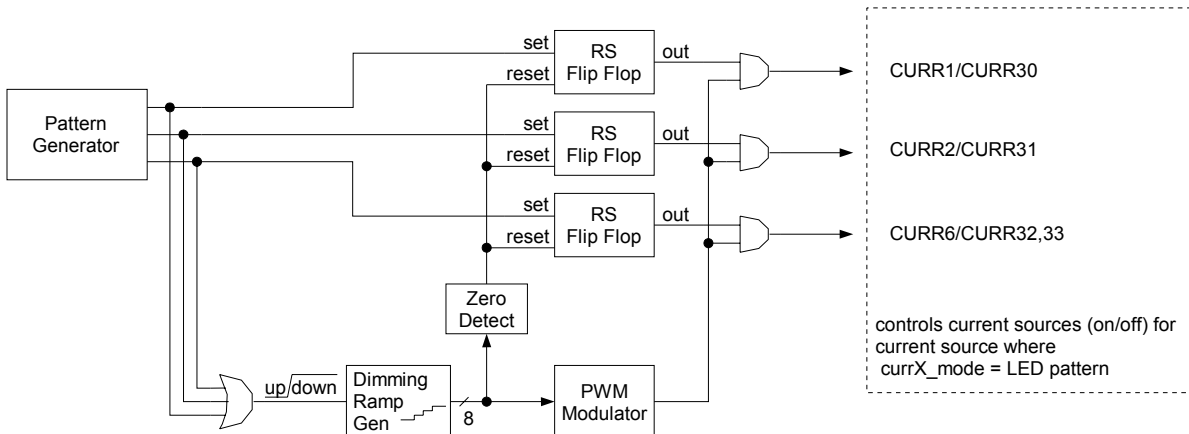 Pattern
Generator
set
reset
RS
Flip Flop
out
CURR1/CURR30
set
reset
RS
Flip Flop
out
CURR2/CURR31
set
reset
RS
Flip Flop
out
CURR6/CURR32,33
Zero
Detect
controls current sources (on/off) for
current source where
currX_mode = LED pattern
up/down
Dimming
Ramp
Gen
8
PWM
Modulator